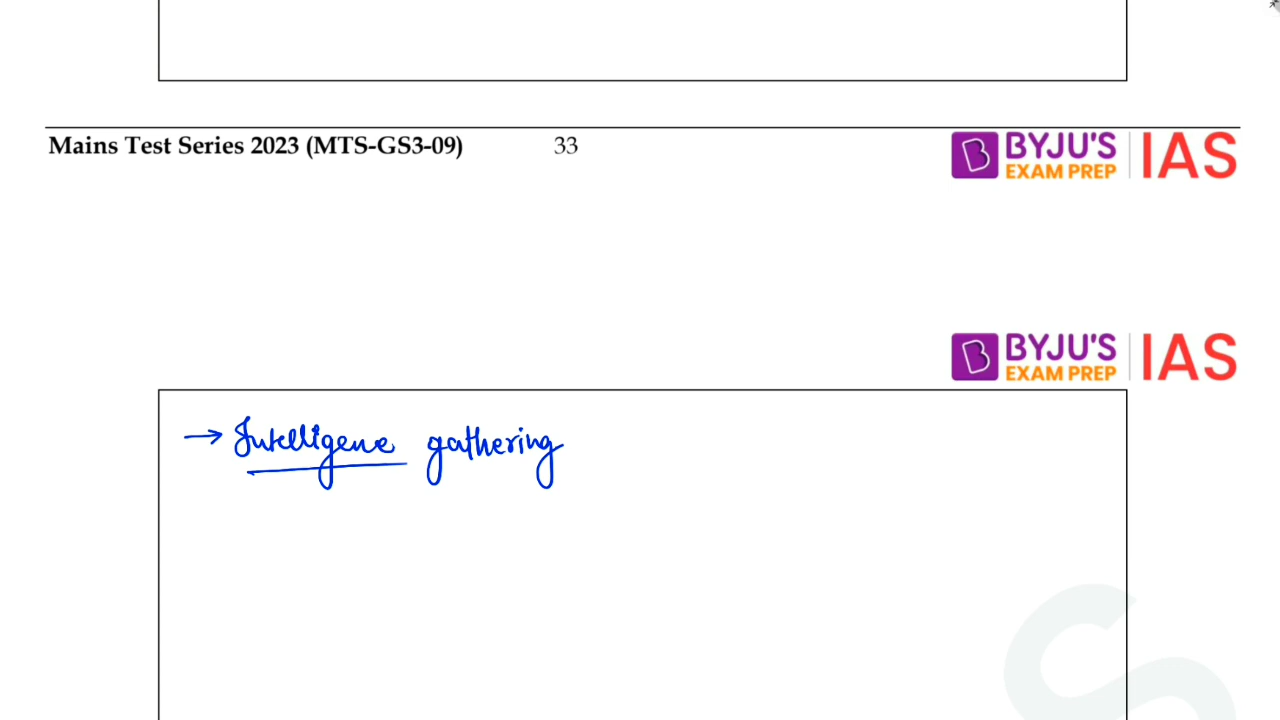 Mains Test Series 2023 (MTS-GS3-09) 33 BYJU'S EXAM PREP IAS
BYJU'S EXAM PREP IAS
→ Intelligene gathering